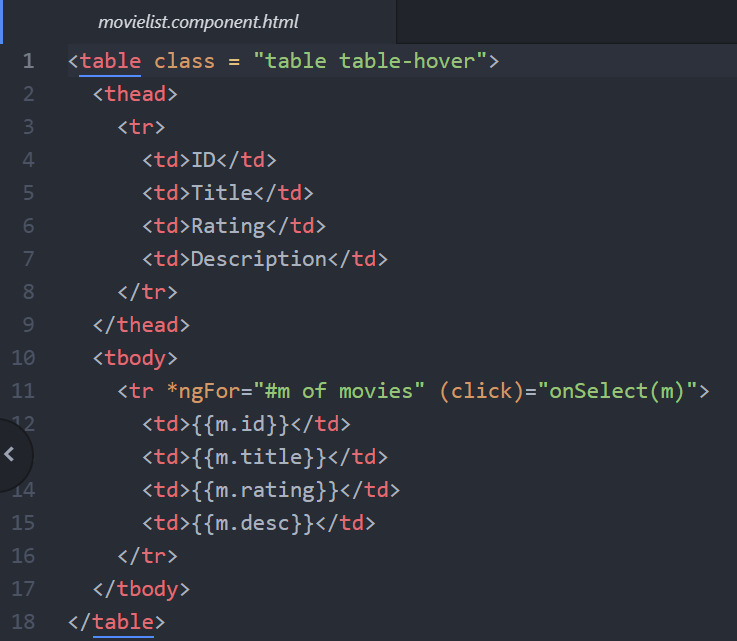 movielist.component.html
1 <table class = "table table-hover">
2 <thead>
3 <tr>
4 <td>ID</td>
5 <td>Title</td>
6 <td>Rating</td>
7 <td>Description</td>
8 </tr>
9 </thead>
10 <tbody>
11 <tr *ngFor="#m of movies" (click)="onSelect(m)">
12 <td>{{m.id}}</td>
<td>{{m.title}}</td>
14 <td>{{m.rating}}</td>
15 <td>{{m.desc}}</td>
16 </tr>
17 </tbody>
18 </table>